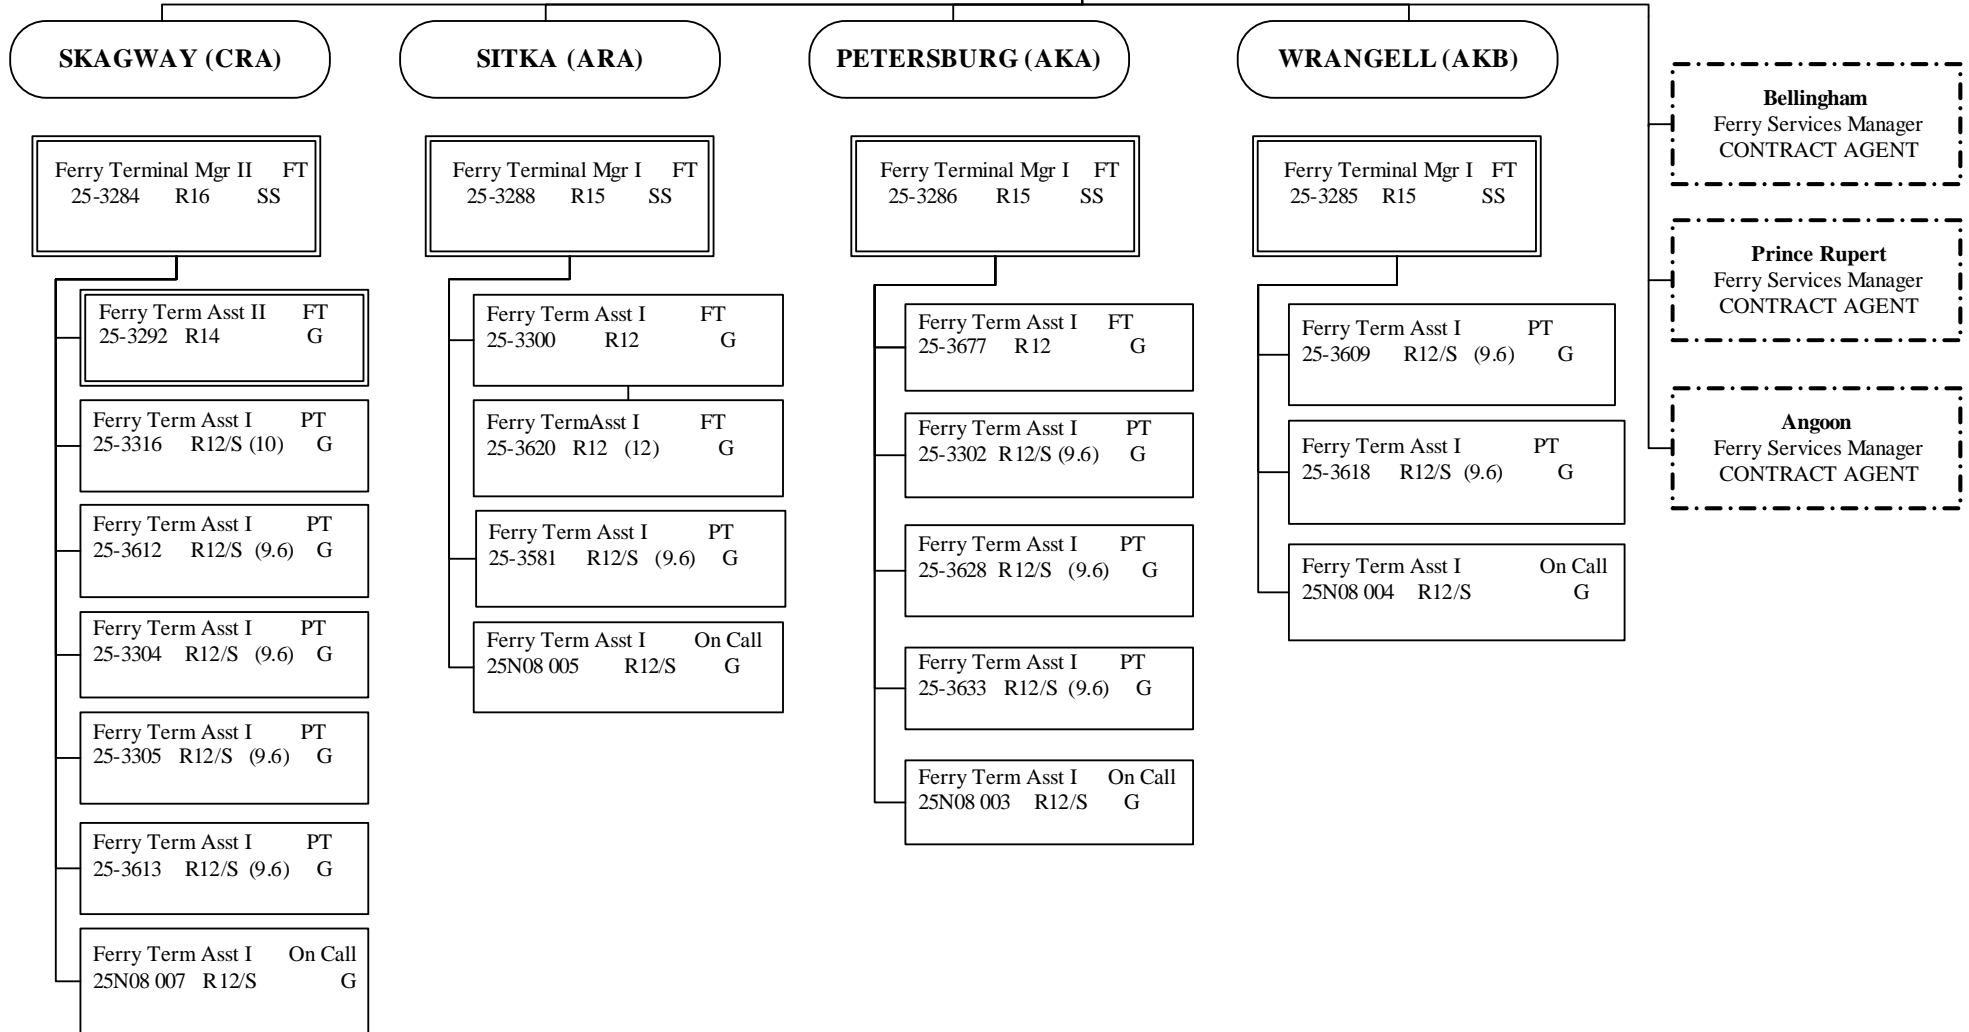 SKAGWAY (CRA)
Ferry Terminal Mgr II FT
25-3284 R16 SS
Ferry Term Asst II FT
25-3292 R14 G
Ferry Term Asst I PT
25-3316 R12/S (10) G
Ferry Term Asst I PT
25-3612 R12/S (9.6) G
Ferry Term Asst I PT
25-3304 R12/S (9.6) G
Ferry Term Asst I PT
25-3305 R12/S (9.6) G
Ferry Term Asst I PT
25-3613 R12/S (9.6) G
Ferry Term Asst I On Call
25N08 007 R12/S G
SITKA (ARA)
Ferry Terminal Mgr I FT
25-3288 R15 SS
Ferry Term Asst I FT
25-3300 R12 G
Ferry TermAsst I FT
25-3620 R12 (12) G
Ferry Term Asst I PT
25-3581 R12/S (9.6) G
Ferry Term Asst I On Call
25N08 005 R12/S G
PETERSBURG (AKA)
Ferry Terminal Mgr I FT
25-3286 R15 SS
Ferry Term Asst I FT
25-3677 R12 G
Ferry Term Asst I PT
25-3302 R12/S (9.6) G
Ferry Term Asst I PT
25-3628 R12/S (9.6) G
Ferry Term Asst I PT
25-3633 R12/S (9.6) G
Ferry Term Asst I On Call
25N08 003 R12/S G
WRANGELL (AKB)
Ferry Terminal Mgr I FT
25-3285 R15 SS
Ferry Term Asst I PT
25-3609 R12/S (9.6) G
Ferry Term Asst I PT
25-3618 R12/S (9.6) G
Ferry Term Asst I On Call
25N08 004 R12/S G
Bellingham
Ferry Services Manager
CONTRACT AGENT
Prince Rupert
Ferry Services Manager
CONTRACT AGENT
Angoon
Ferry Services Manager
CONTRACT AGENT